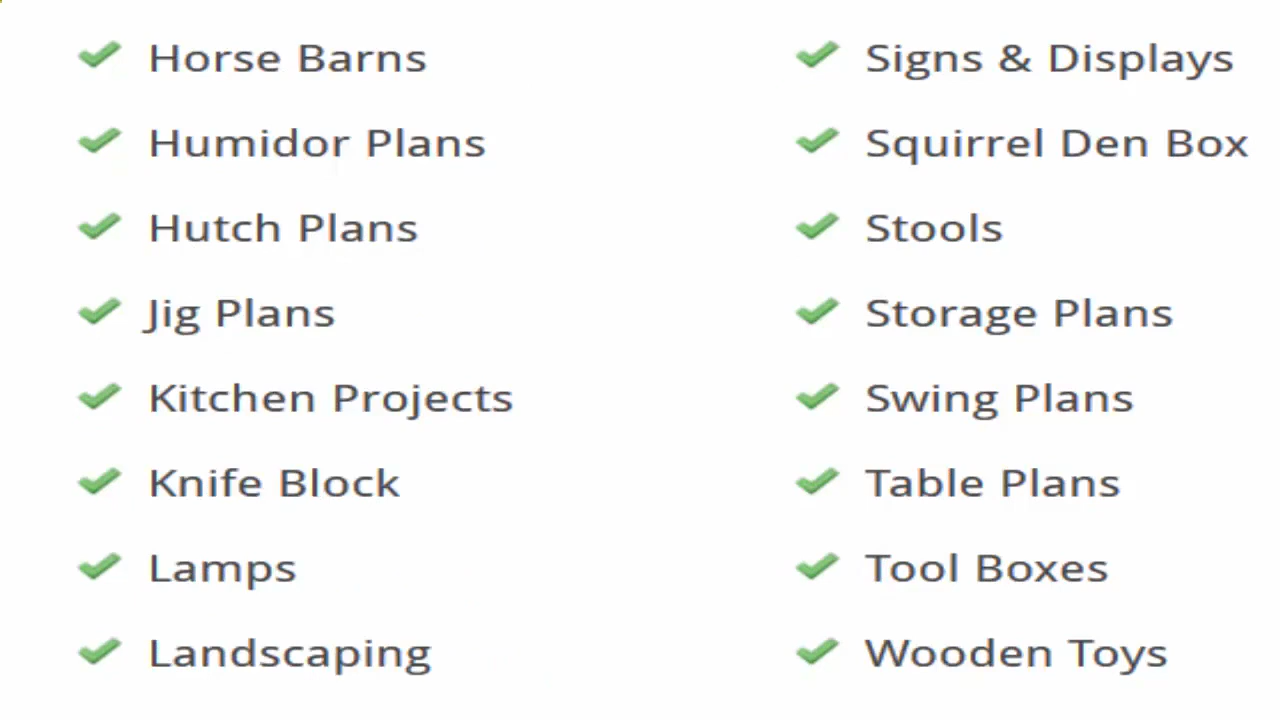 Horse Barns
Humidor Plans
Hutch Plans
Jig Plans
Kitchen Projects
Knife Block
Lamps
Landscaping
Signs & Displays
Squirrel Den Box
Stools
Storage Plans
Swing Plans
Table Plans
Tool Boxes
Wooden Toys